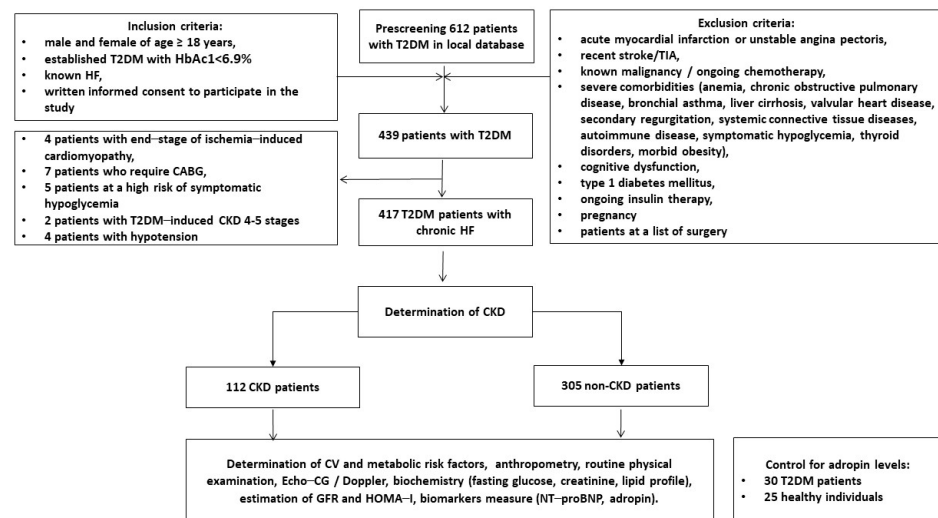 Inclusion criteria:
• male and female of age ≥ 18 years,
• established T2DM with HbAc1<6.9%
• known HF,
• written informed consent to participate in the
study
Prescreening 612 patients
with T2DM in local database
Exclusion criteria:
• acute myocardial infarction or unstable angina pectoris,
• recent stroke/TIA,
• known malignancy / ongoing chemotherapy,
• severe comorbidities (anemia, chronic obstructive pulmonary
disease, bronchial asthma, liver cirrhosis, valvular heart disease,
secondary regurgitation, systemic connective tissue diseases,
autoimmune disease, symptomatic hypoglycemia, thyroid
disorders, morbid obesity),
• cognitive dysfunction,
• type 1 diabetes mellitus,
• ongoing insulin therapy,
• pregnancy
• patients at a list of surgery
439 patients with T2DM
• 4 patients with end–stage of ischemia–induced
cardiomyopathy,
• 7 patients who require CABG,
• 5 patients at a high risk of symptomatic
hypoglycemia
• 2 patients with T2DM–induced CKD 4-5 stages
• 4 patients with hypotension
417 T2DM patients with
chronic HF
Determination of CKD
112 CKD patients
305 non-CKD patients
Determination of CV and metabolic risk factors, anthropometry, routine physical
examination, Echo–CG / Doppler, biochemistry (fasting glucose, creatinine, lipid profile),
estimation of GFR and HOMA–I, biomarkers measure (NT–proBNP, adropin).
Control for adropin levels:
• 30 T2DM patients
• 25 healthy individuals